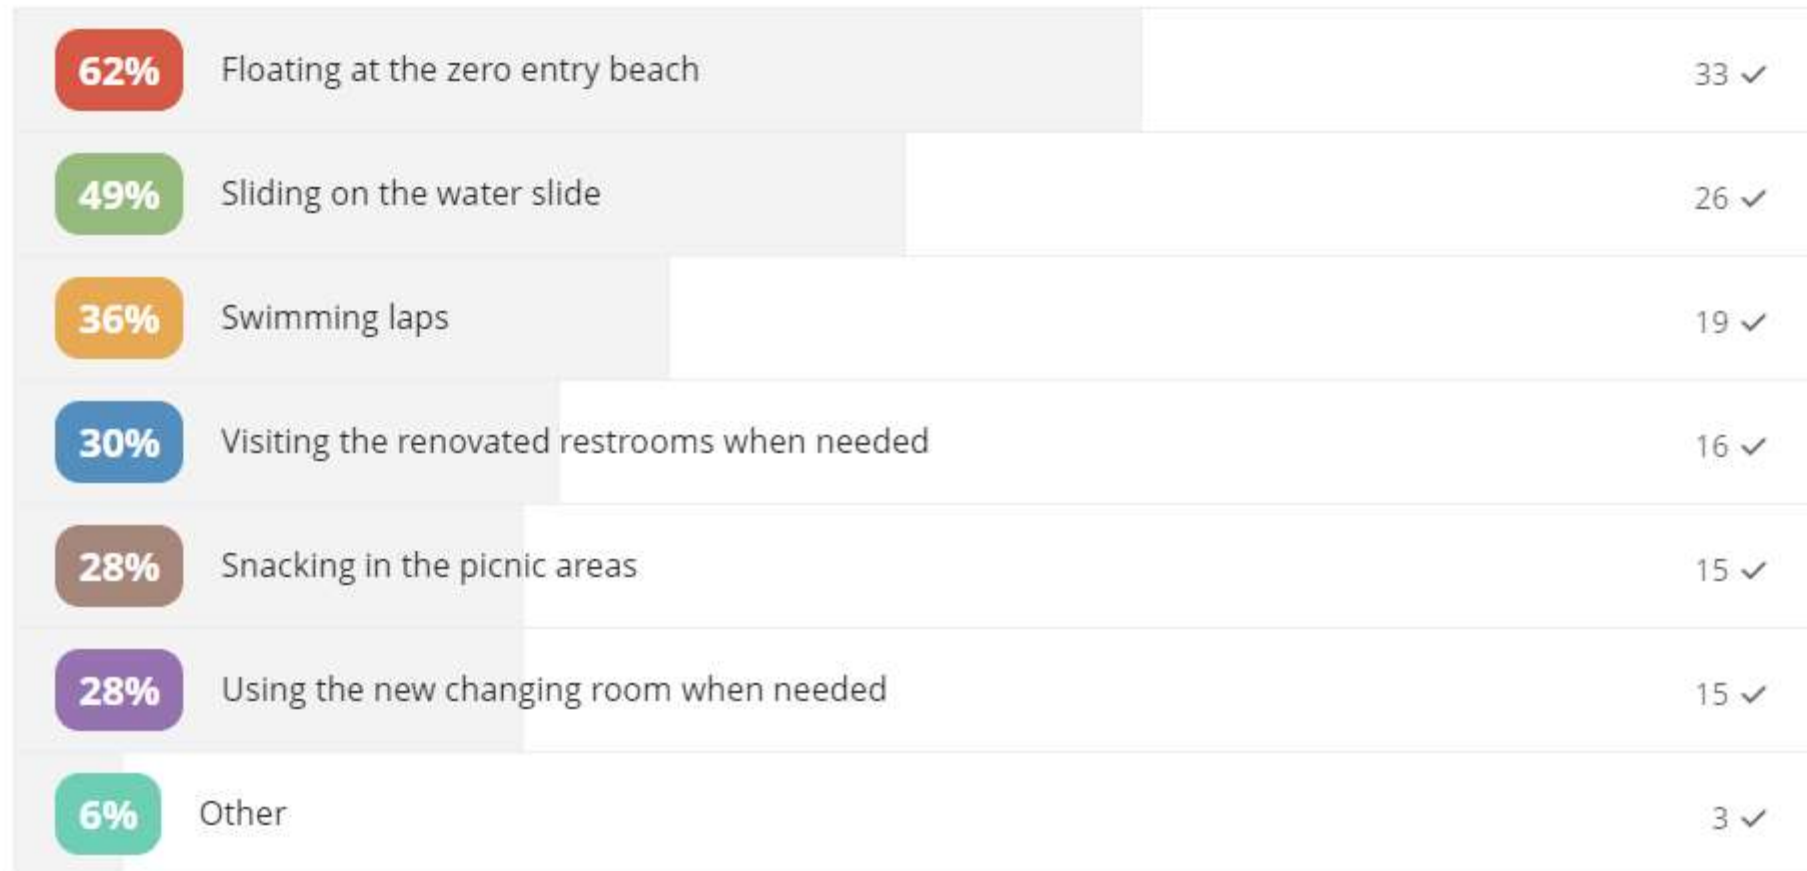 62% Floating at the zero entry beach 33 ✓
49% Sliding on the water slide 26 ✓
36% Swimming laps 19 ✓
30% Visiting the renovated restrooms when needed 16 ✓
28% Snacking in the picnic areas 15 ✓
28% Using the new changing room when needed 15 ✓
6% Other 3 ✓